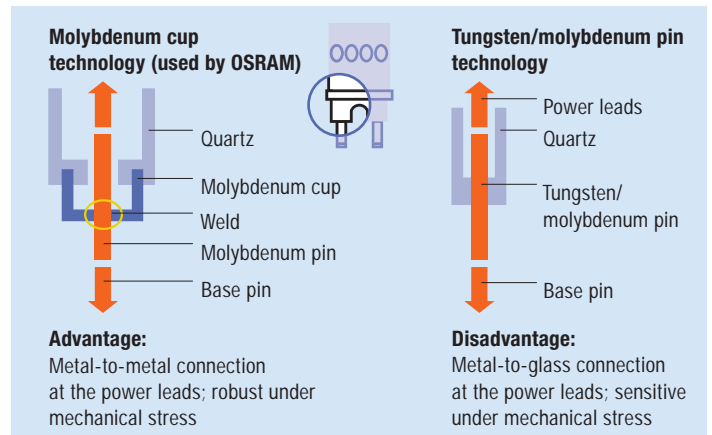 Molybdenum cup
technology (used by OSRAM)
Quartz
Molybdenum cup
Weld
Molybdenum pin
Base pin
Advantage:
Metal-to-metal connection
at the power leads; robust under
mechanical stress
Tungsten/molybdenum pin
technology
Power leads
Quartz
Tungsten/
molybdenum pin
Base pin
Disadvantage:
Metal-to-glass connection
at the power leads; sensitive
under mechanical stress